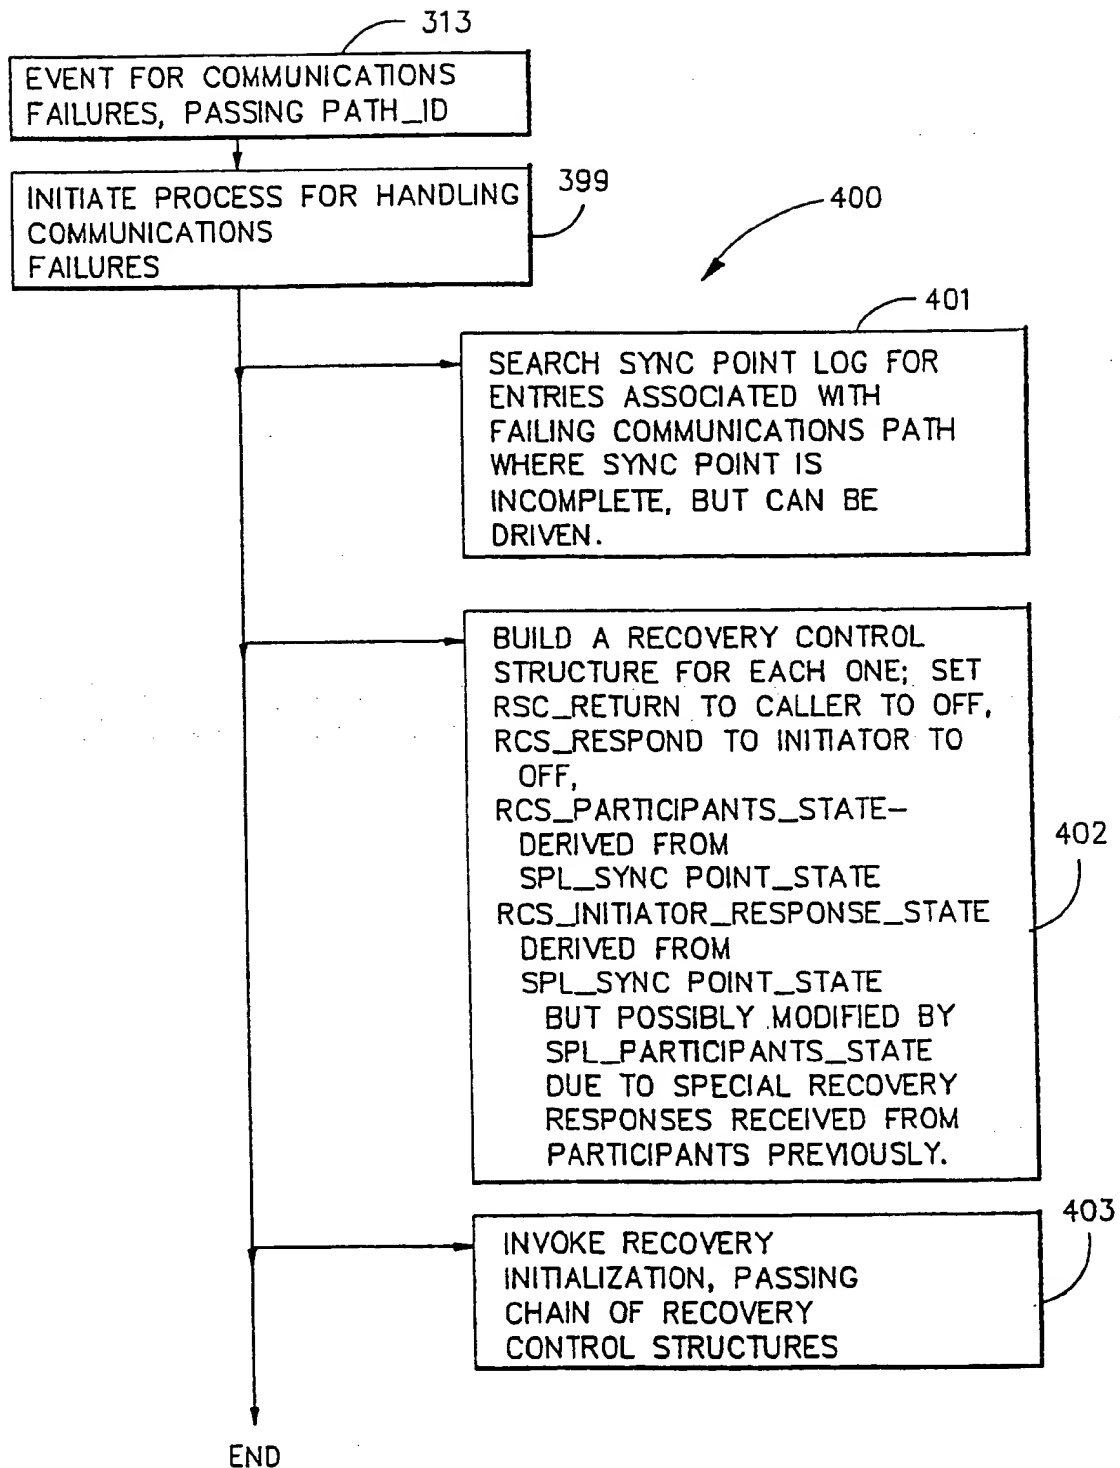 313
EVENT FOR COMMUNICATIONS
FAILURES, PASSING PATH_ID
INITIATE PROCESS FOR HANDLING
COMMUNICATIONS
FAILURES
399
400
401
SEARCH SYNC POINT LOG FOR
ENTRIES ASSOCIATED WITH
FAILING COMMUNICATIONS PATH
WHERE SYNC POINT IS
INCOMPLETE, BUT CAN BE
DRIVEN.
BUILD A RECOVERY CONTROL
STRUCTURE FOR EACH ONE; SET
RSC_RETURN TO CALLER TO OFF,
RCS_RESPOND TO INITIATOR TO
OFF,
RCS_PARTICIPANTS_STATE-
DERIVED FROM
SPL_SYNC POINT_STATE
RCS_INITIATOR_RESPONSE_STATE
DERIVED FROM
SPL_SYNC POINT_STATE
BUT POSSIBLY MODIFIED BY
SPL_PARTICIPANTS_STATE
DUE TO SPECIAL RECOVERY
RESPONSES RECEIVED FROM
PARTICIPANTS PREVIOUSLY.
402
403
INVOKE RECOVERY
INITIALIZATION, PASSING
CHAIN OF RECOVERY
CONTROL STRUCTURES
END